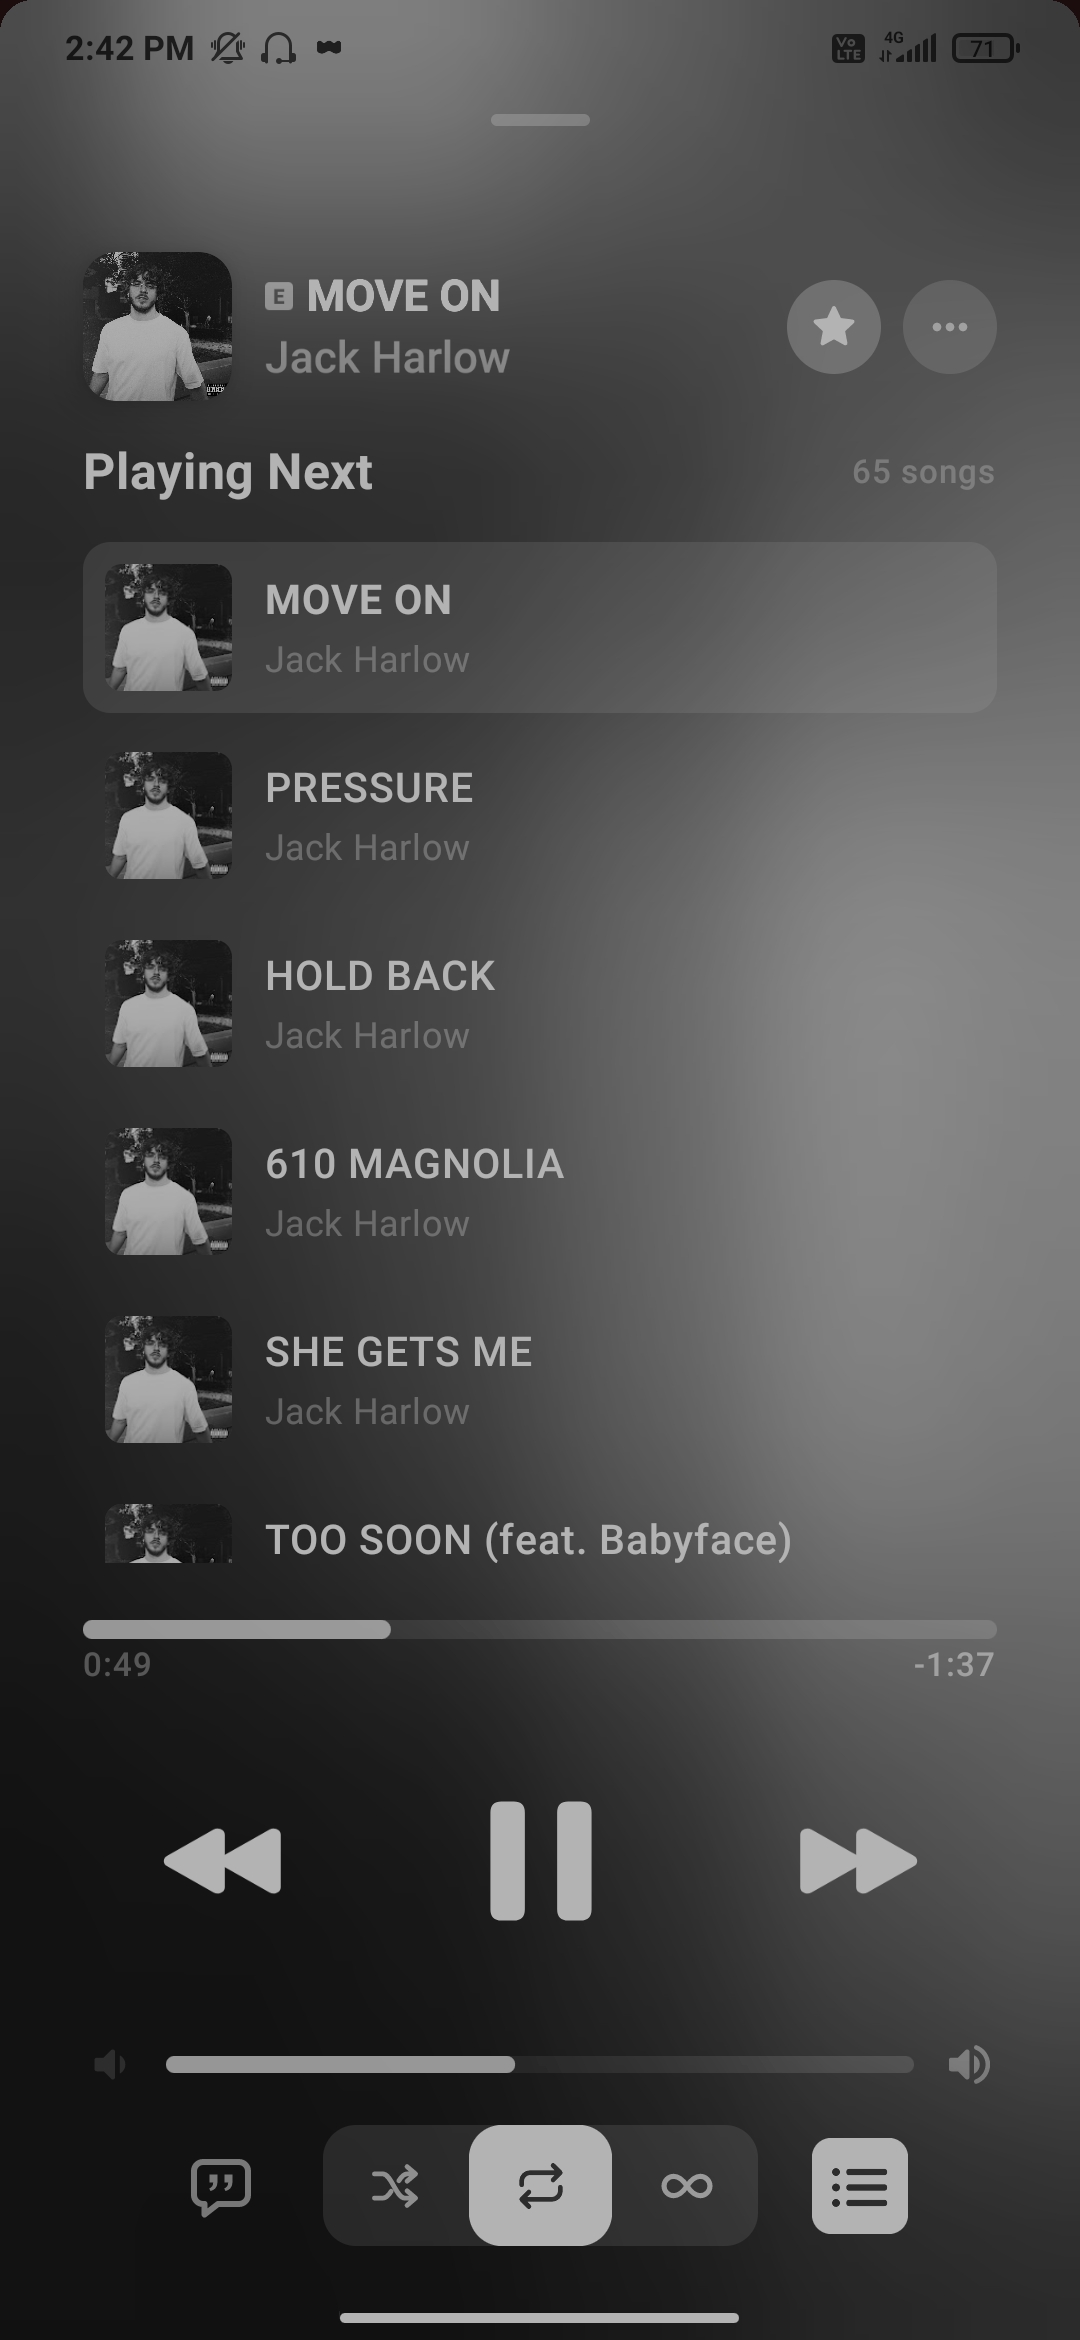 2:42 PM
Vo LTE
4G
71
E MOVE ON
Jack Harlow
Playing Next
65 songs
MOVE ON
Jack Harlow
PRESSURE
Jack Harlow
HOLD BACK
Jack Harlow
610 MAGNOLIA
Jack Harlow
SHE GETS ME
Jack Harlow
TOO SOON (feat. Babyface)
0:49
-1:37